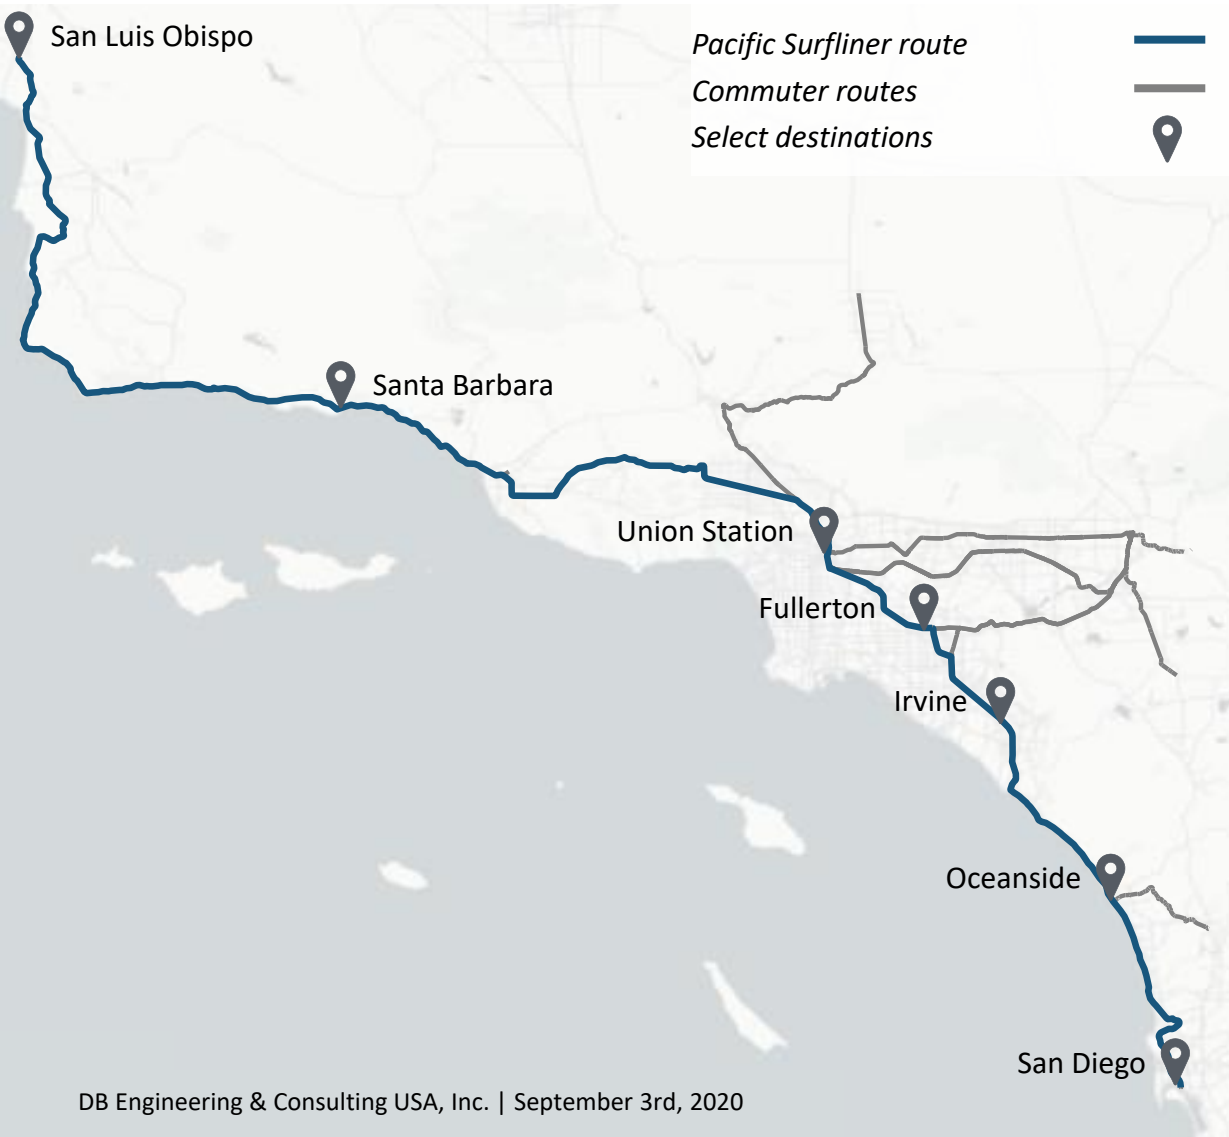 San Luis Obispo
Pacific Surfliner route
Commuter routes
Select destinations
Santa Barbara
Union Station
Fullerton
Irvine
Oceanside
San Diego
DB Engineering & Consulting USA, Inc. | September 3rd, 2020